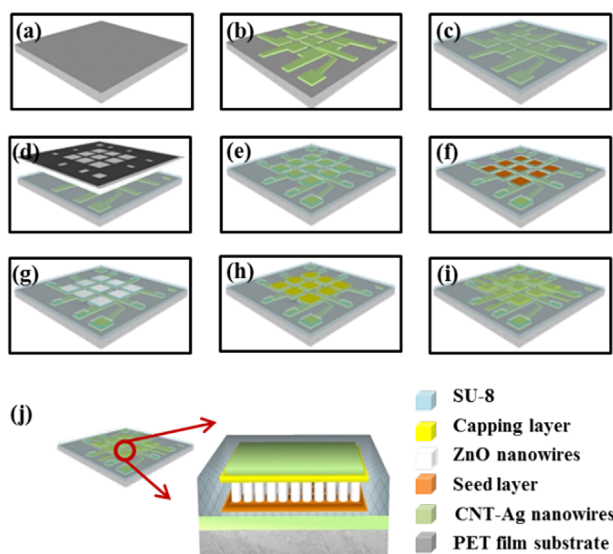 (a)
(b)
(c)
(d)
(e)
(f)
(g)
(h)
(i)
(j)
SU-8
Capping layer
ZnO nanowires
Seed layer
CNT-Ag nanowires
PET film substrate